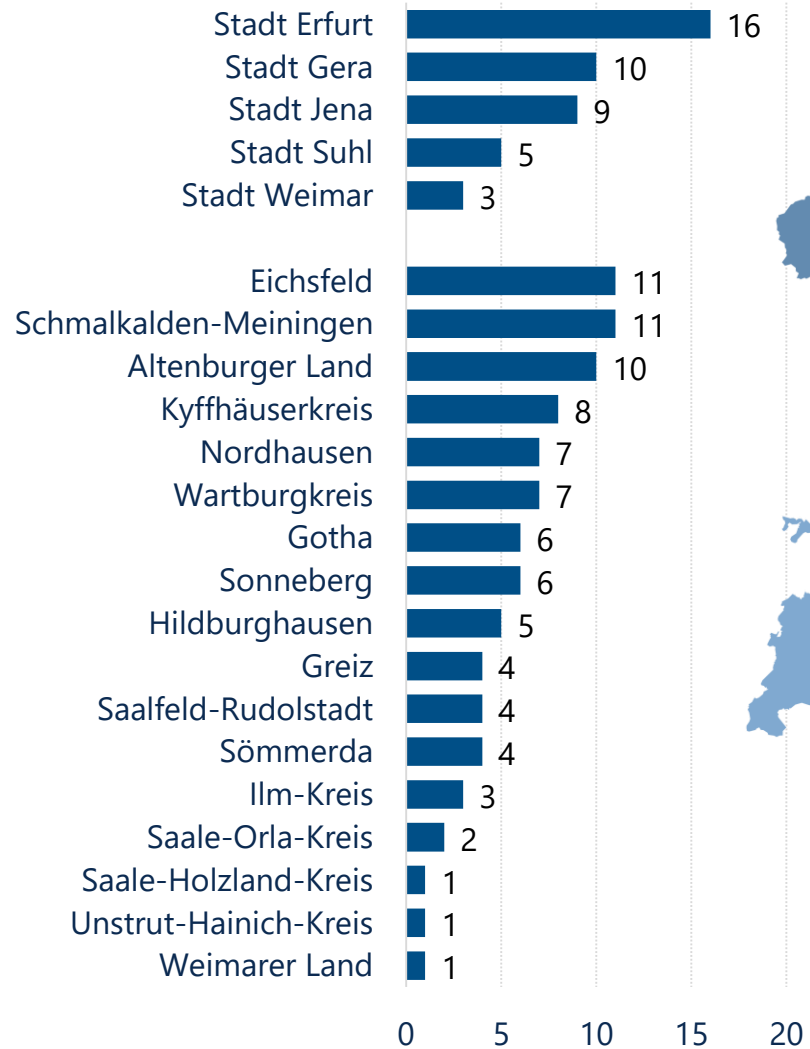 Stadt Erfurt 16
Stadt Gera 10
Stadt Jena 9
Stadt Suhl 5
Stadt Weimar 3
Eichsfeld 11
Schmalkalden-Meiningen 11
Altenburger Land 10
Kyffhäuserkreis 8
Nordhausen 7
Wartburgkreis 7
Gotha 6
Sonneberg 6
Hildburghausen 5
Greiz 4
Saalfeld-Rudolstadt 4
Sömmerda 4
Ilm-Kreis 3
Saale-Orla-Kreis 2
Saale-Holzland-Kreis 1
Unstrut-Hainich-Kreis 1
Weimarer Land 1
0 5 10 15 20